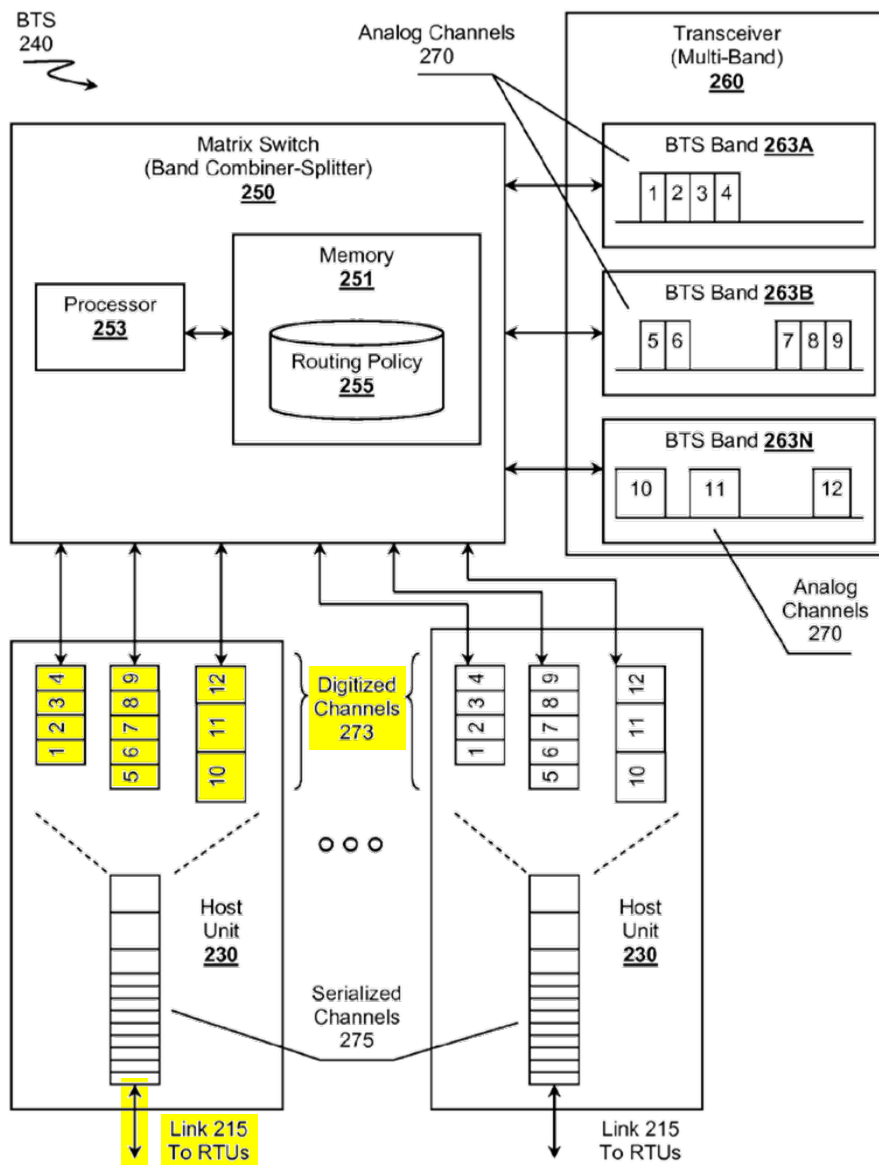 BTS
240
Analog Channels
270
Transceiver
(Multi-Band)
260
Matrix Switch
(Band Combiner-Splitter)
250
Memory
251
Processor
253
Routing Policy
255
BTS Band 263A
1 2 3 4
BTS Band 263B
5 6 7 8 9
BTS Band 263N
10 11 12
Analog
Channels
270
4 3 2 1
9 8 7 6 5
12 11 10
Digitized
Channels
273
4 3 2 1
9 8 7 6 5
12 11 10
Host
Unit
230
Host
Unit
230
Serialized
Channels
275
Link 215
To RTUs
Link 215
To RTUs